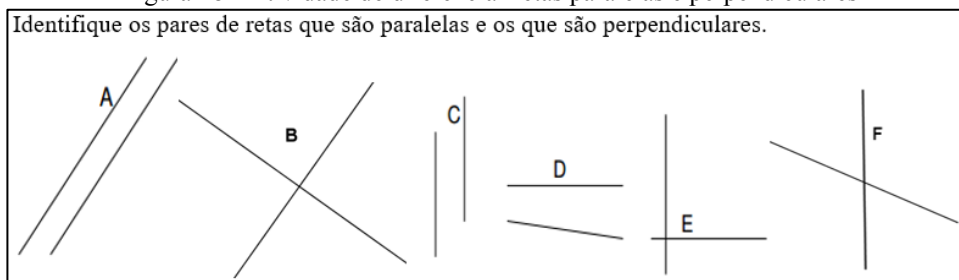 Identifique os pares de retas que são paralelas e os que são perpendiculares.
A
B
C
D
E
F